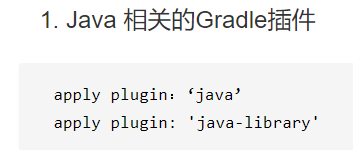 1. Java 相关的Gradle插件
apply plugin：‘java’
apply plugin: 'java-library'